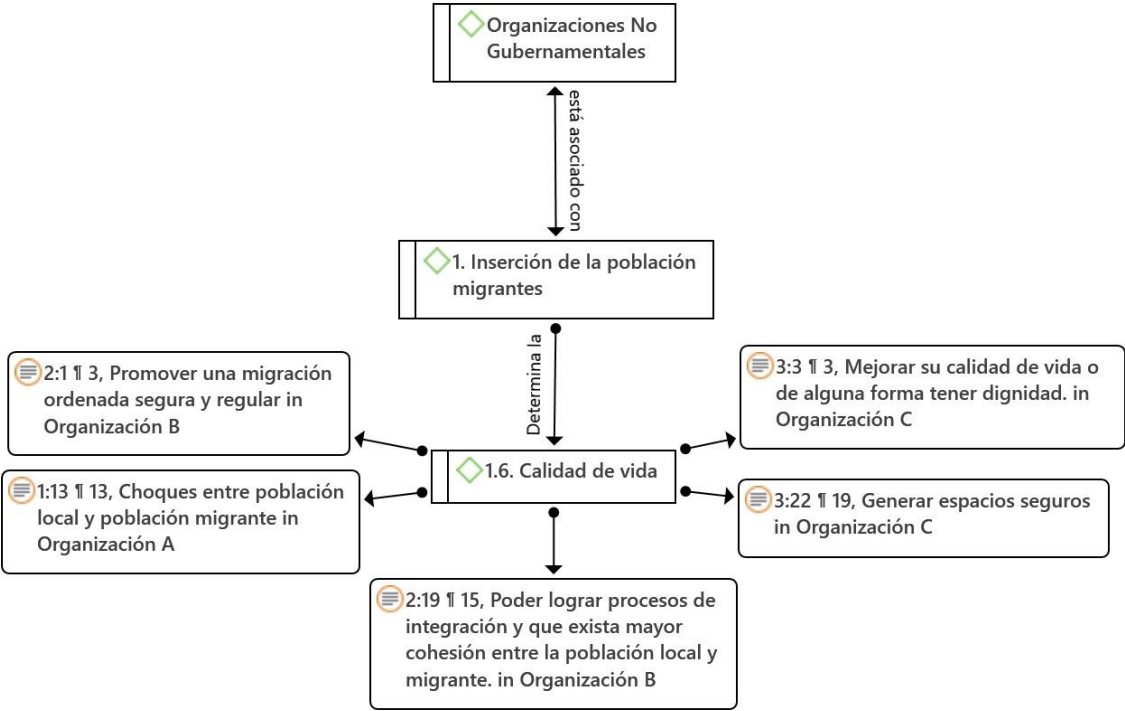 Organizaciones No
Gubernamentales
está asociado con
1. Inserción de la población
migrantes
Determina la
2:1 ¶ 3, Promover una migración
ordenada segura y regular in
Organización B
3:3 ¶ 3, Mejorar su calidad de vida o
de alguna forma tener dignidad. in
Organización C
1.6. Calidad de vida
1:13 ¶ 13, Choques entre población
local y población migrante in
Organización A
3:22 ¶ 19, Generar espacios seguros
in Organización C
2:19 ¶ 15, Poder lograr procesos de
integración y que exista mayor
cohesión entre la población local y
migrante. in Organización B